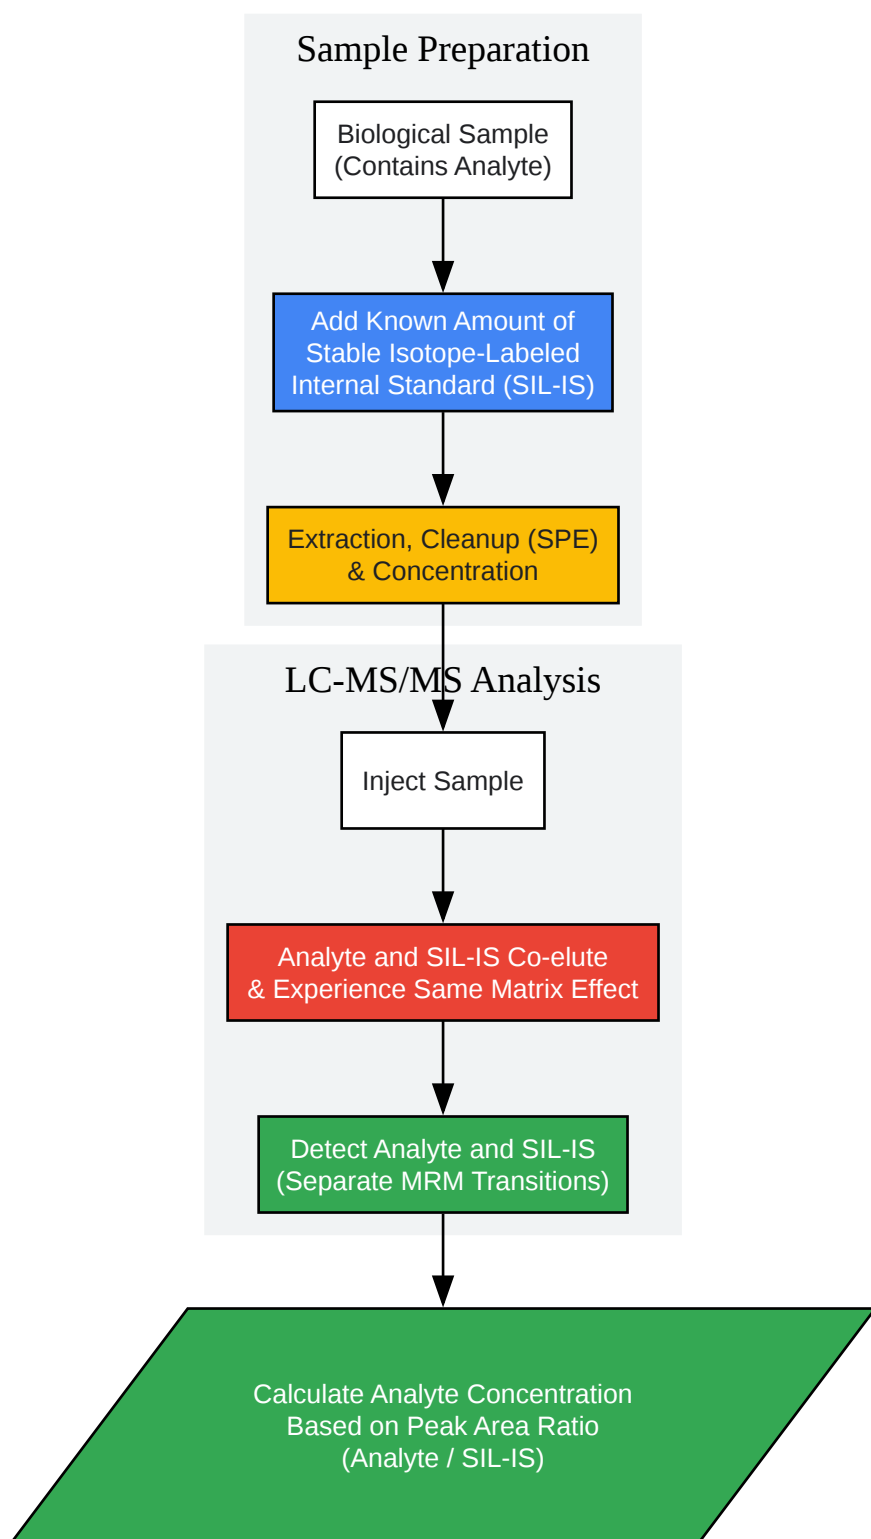 Sample Preparation
Biological Sample
(Contains Analyte)
Add Known Amount of
Stable Isotope-Labeled
Internal Standard (SIL-IS)
Extraction, Cleanup (SPE)
& Concentration
LC-MS/MS Analysis
Inject Sample
Analyte and SIL-IS Co-elute
& Experience Same Matrix Effect
Detect Analyte and SIL-IS
(Separate MRM Transitions)
Calculate Analyte Concentration
Based on Peak Area Ratio
(Analyte / SIL-IS)